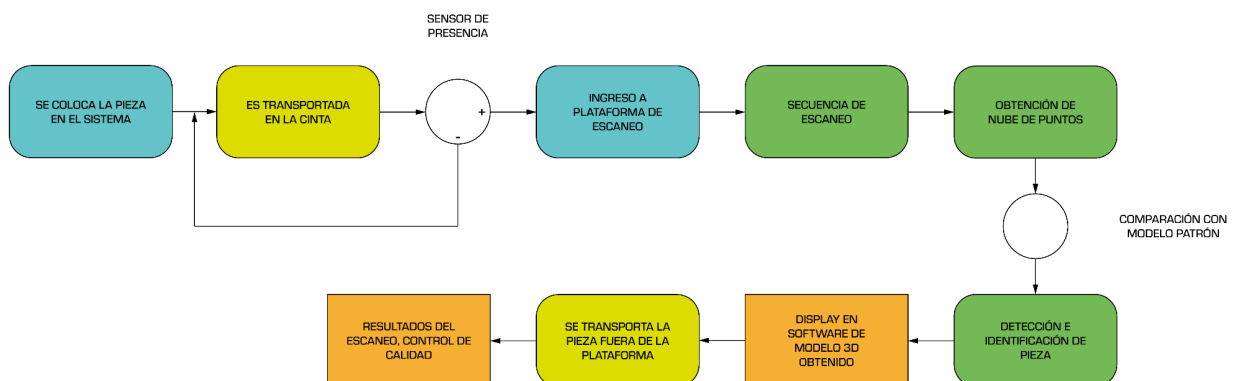 SENSOR DE
PRESENCIA
SE COLOCA LA PIEZA
EN EL SISTEMA
ES TRANSPORTADA
EN LA CINTA
+
-
INGRESO A
PLATAFORMA DE
ESCANEO
SECUENCIA DE
ESCANEO
OBTENCIÓN DE
NUBE DE PUNTOS
COMPARACIÓN CON
MODELO PATRÓN
DETECCIÓN E
IDENTIFICACIÓN DE
PIEZA
DISPLAY EN
SOFTWARE DE
MODELO 3D
OBTENIDO
SE TRANSPORTA LA
PIEZA FUERA DE LA
PLATAFORMA
RESULTADOS DEL
ESCANEO, CONTROL DE
CALIDAD